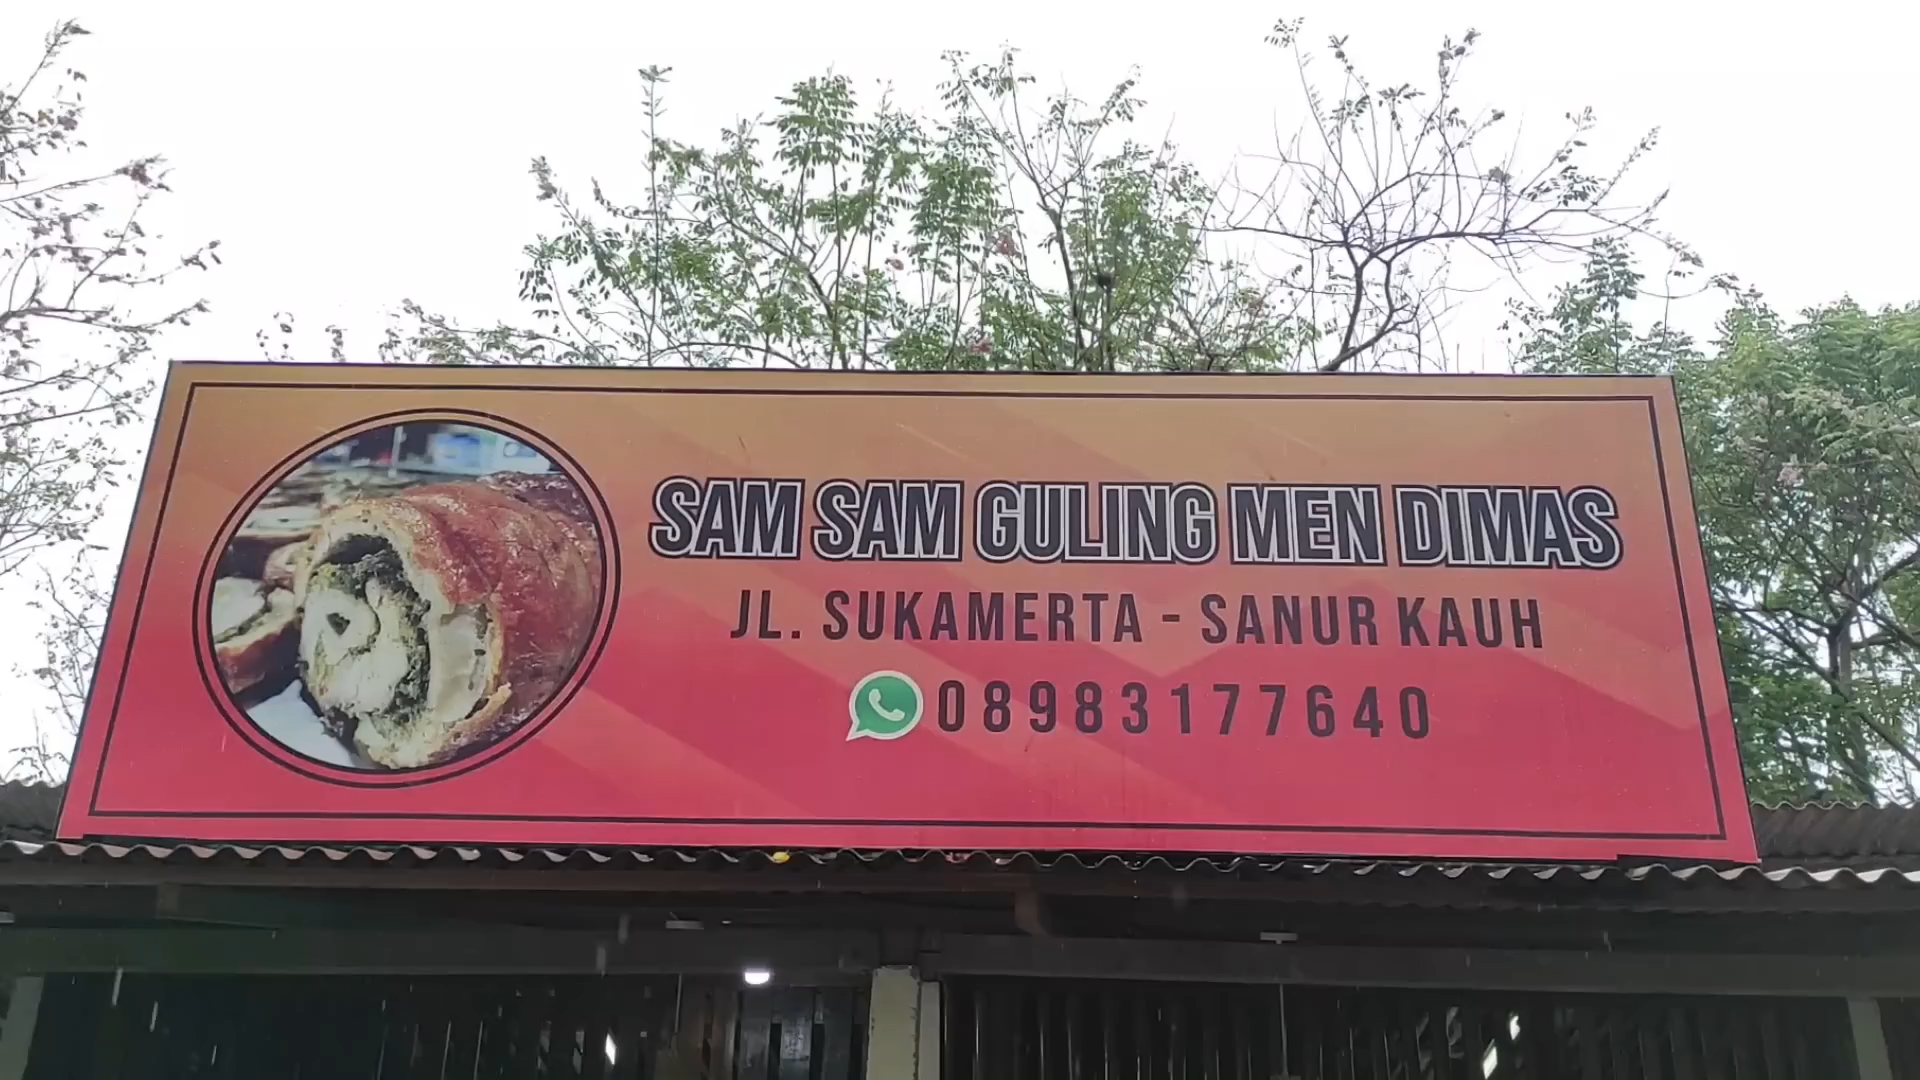 SAM SAM GULING MEN DIMAS
JL. SUKAMERTA - SANUR KAUH
08983177640